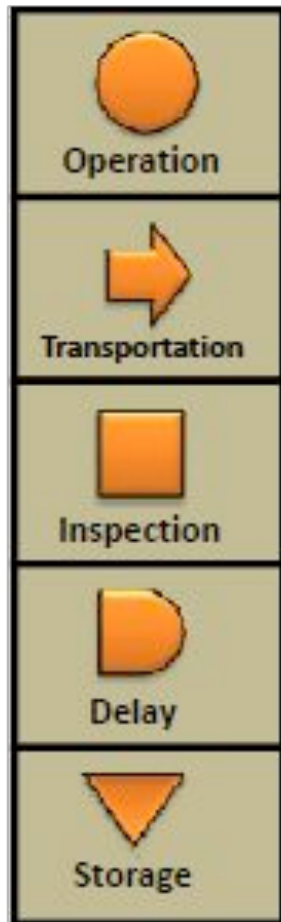 Operation
Transportation
Inspection
Delay
Storage